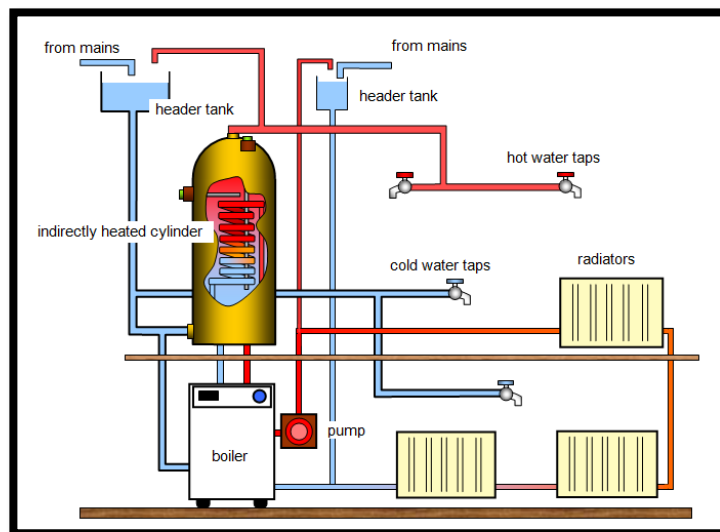 from mains
from mains
header tank
header tank
hot water taps
indirectly heated cylinder
cold water taps
radiators
pump
boiler